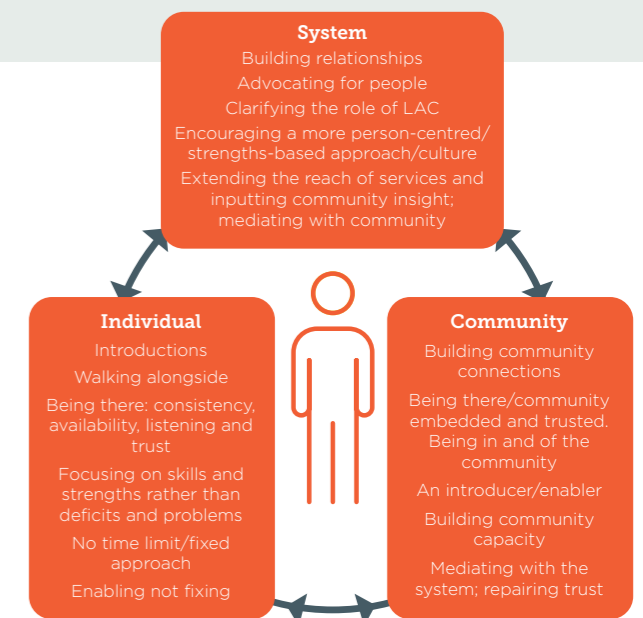 System
Building relationships
Advocating for people
Clarifying the role of LAC
Encouraging a more person-centred/
strengths-based approach/culture
Extending the reach of services and
inputting community insight;
mediating with community
Individual
Introductions
Walking alongside
Being there: consistency,
availability, listening and
trust
Focusing on skills and
strengths rather than
deficits and problems
No time limit/fixed
approach
Enabling not fixing
Community
Building community
connections
Being there/community
embedded and trusted.
Being in and of the
community
An introducer/enabler
Building community
capacity
Mediating with the
system; repairing trust